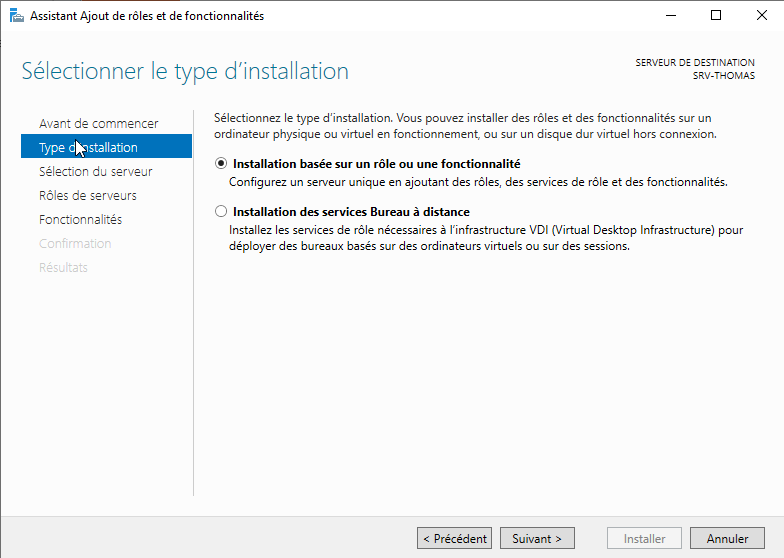 Assistant Ajout de rôles et de fonctionnalités
Sélectionner le type d’installation
SERVEUR DE DESTINATION
SRV-THOMAS
Avant de commencer
Type d'installation
Sélection du serveur
Rôles de serveurs
Fonctionnalités
Confirmation
Résultats
Sélectionnez le type d’installation. Vous pouvez installer des rôles et des fonctionnalités sur un
ordinateur physique ou virtuel en fonctionnement, ou sur un disque dur virtuel hors connexion.
Installation basée sur un rôle ou une fonctionnalité
Configurez un serveur unique en ajoutant des rôles, des services de rôle et des fonctionnalités.
Installation des services Bureau à distance
Installez les services de rôle nécessaires à l’infrastructure VDI (Virtual Desktop Infrastructure) pour
déployer des bureaux basés sur des ordinateurs virtuels ou sur des sessions.
< Précédent
Suivant >
Installer
Annuler